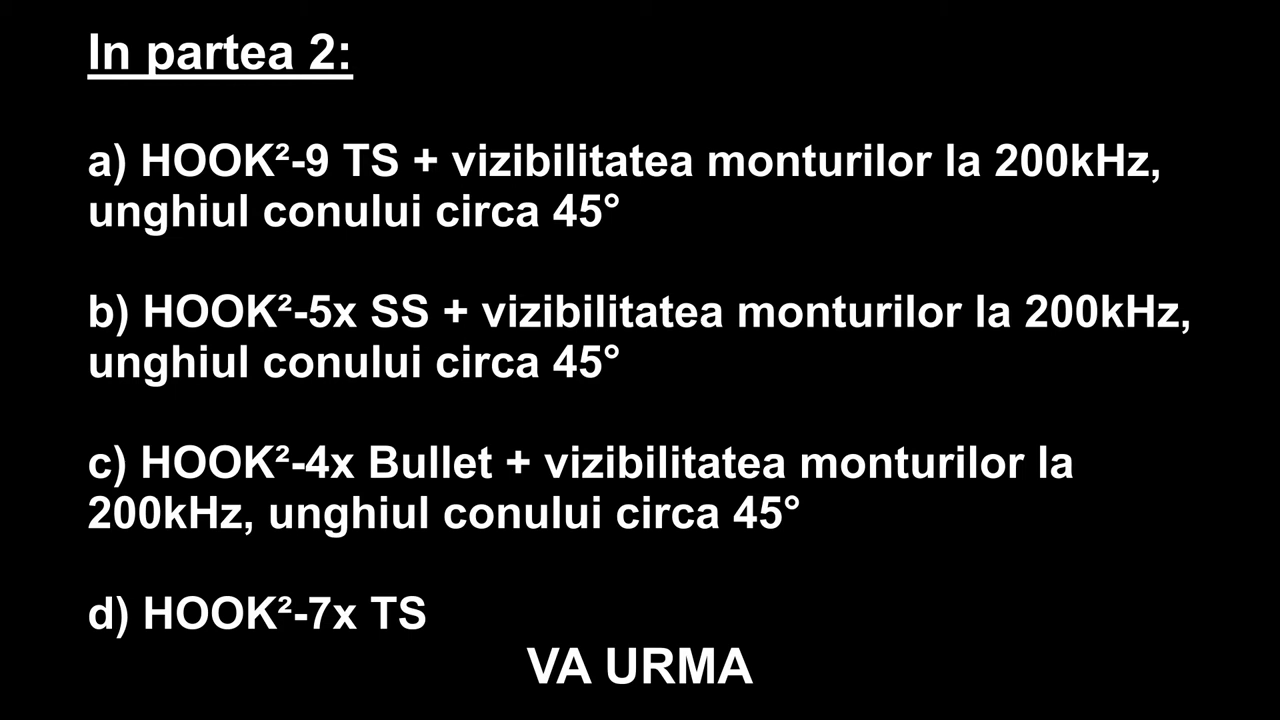 In partea 2:
a) HOOK²-9 TS + vizibilitatea monturilor la 200kHz,
unghiul conului circa 45°
b) HOOK²-5x SS + vizibilitatea monturilor la 200kHz,
unghiul conului circa 45°
c) HOOK²-4x Bullet + vizibilitatea monturilor la
200kHz, unghiul conului circa 45°
d) HOOK²-7x TS
VA URMA